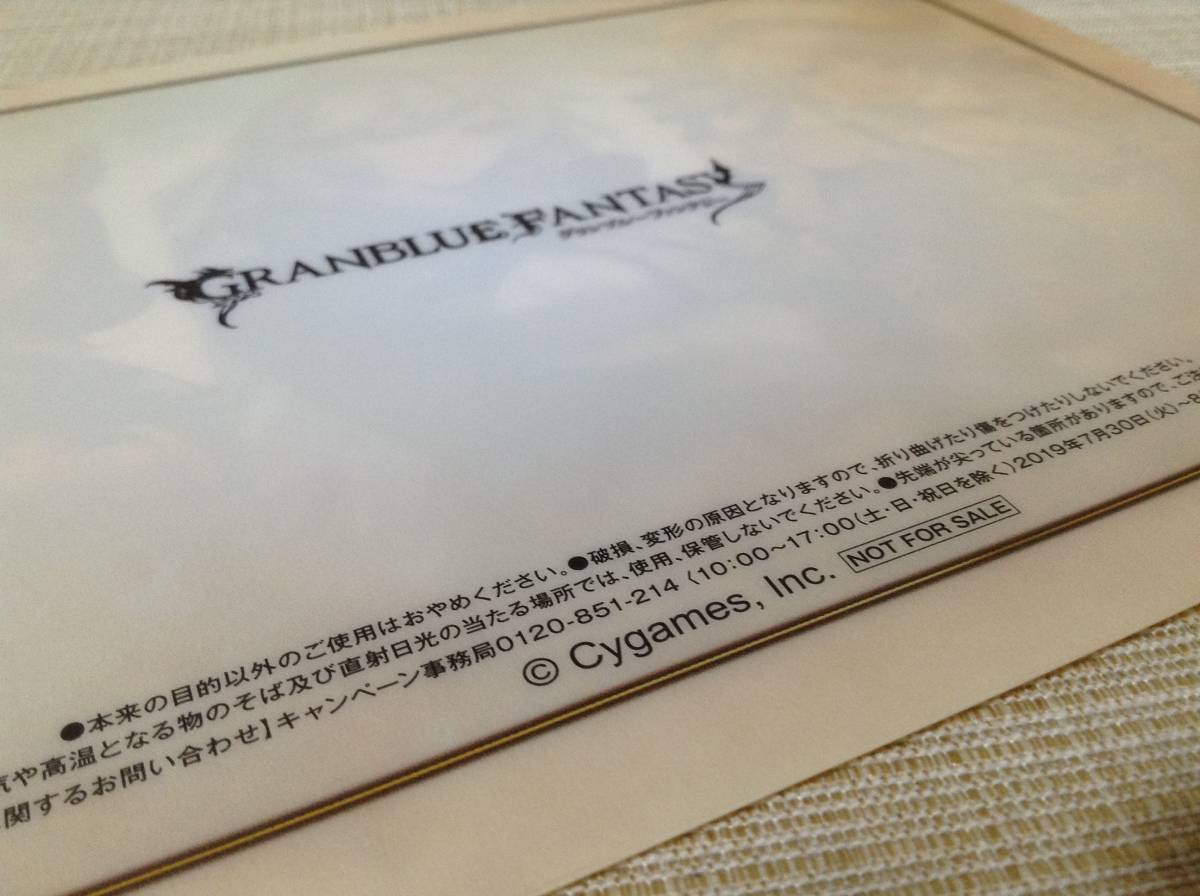 GRANBLUE FANTASY
グランブルーファンタジー
●本来の目的以外のご使用はおやめください。●破損、変形の原因となりますので、折り曲げたり傷をつけたりしないでください。
や高温となる物のそば及び直射日光の当たる場所では、使用、保管しないでください。●先端が尖っている箇所がありますので、ご注
関するお問い合わせ】キャンペーン事務局0120-851-214 (10:00～17:00(土・日・祝日を除く)2019年7月30日(火)～8
© Cygames, Inc. NOT FOR SALE